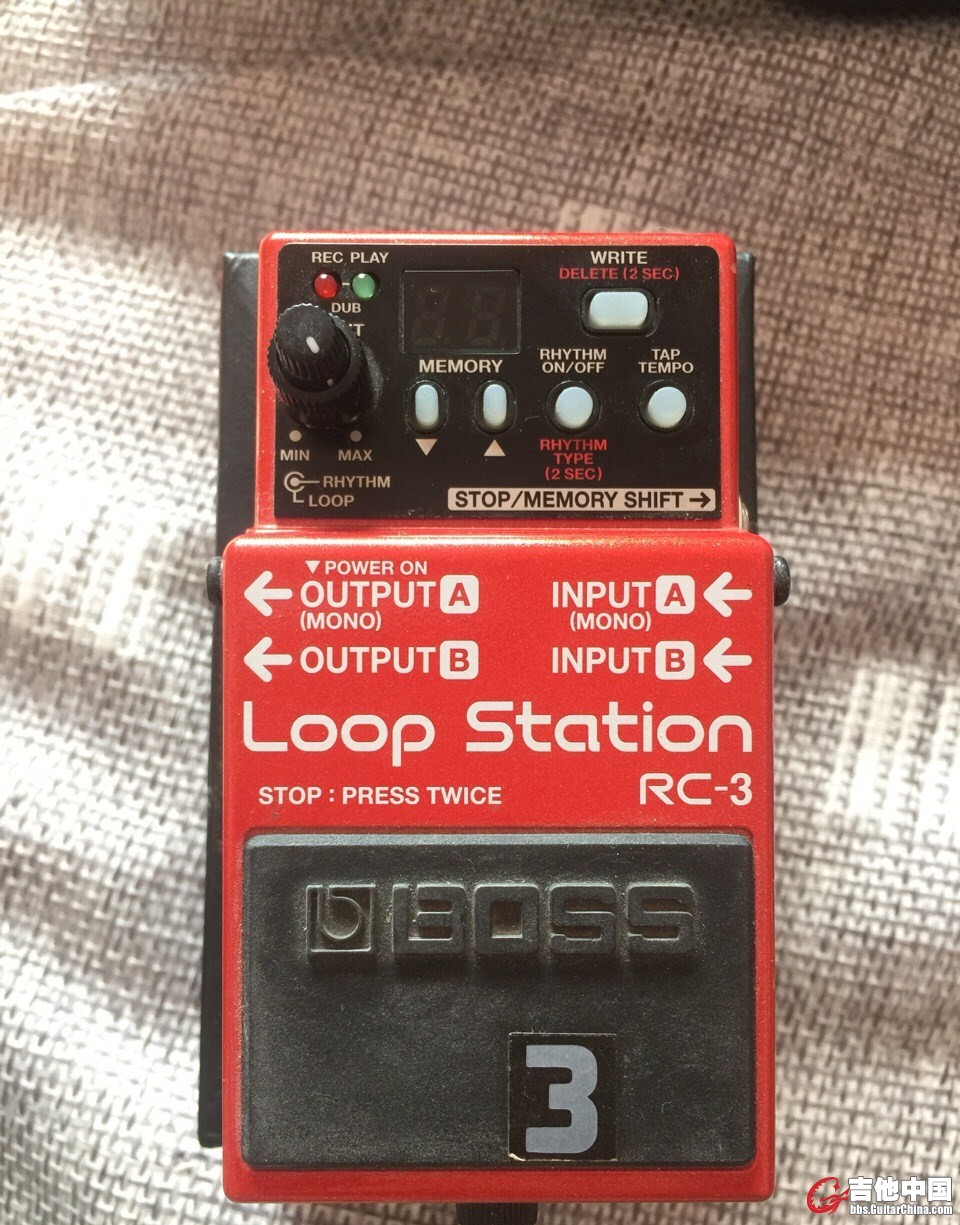 REC PLAY
DUB
WRITE
DELETE (2 SEC)
MEMORY
RHYTHM
ON/OFF
TAP
TEMPO
▼
▲
RHYTHM
TYPE
(2 SEC)
MIN MAX
RHYTHM
LOOP
STOP/MEMORY SHIFT →
▼POWER ON
← OUTPUT A
(MONO)
INPUT A ←
(MONO)
← OUTPUT B
INPUT B ←
Loop Station
RC-3
STOP : PRESS TWICE
BOSS
3
吉他中国
bbs.GuitarChina.com